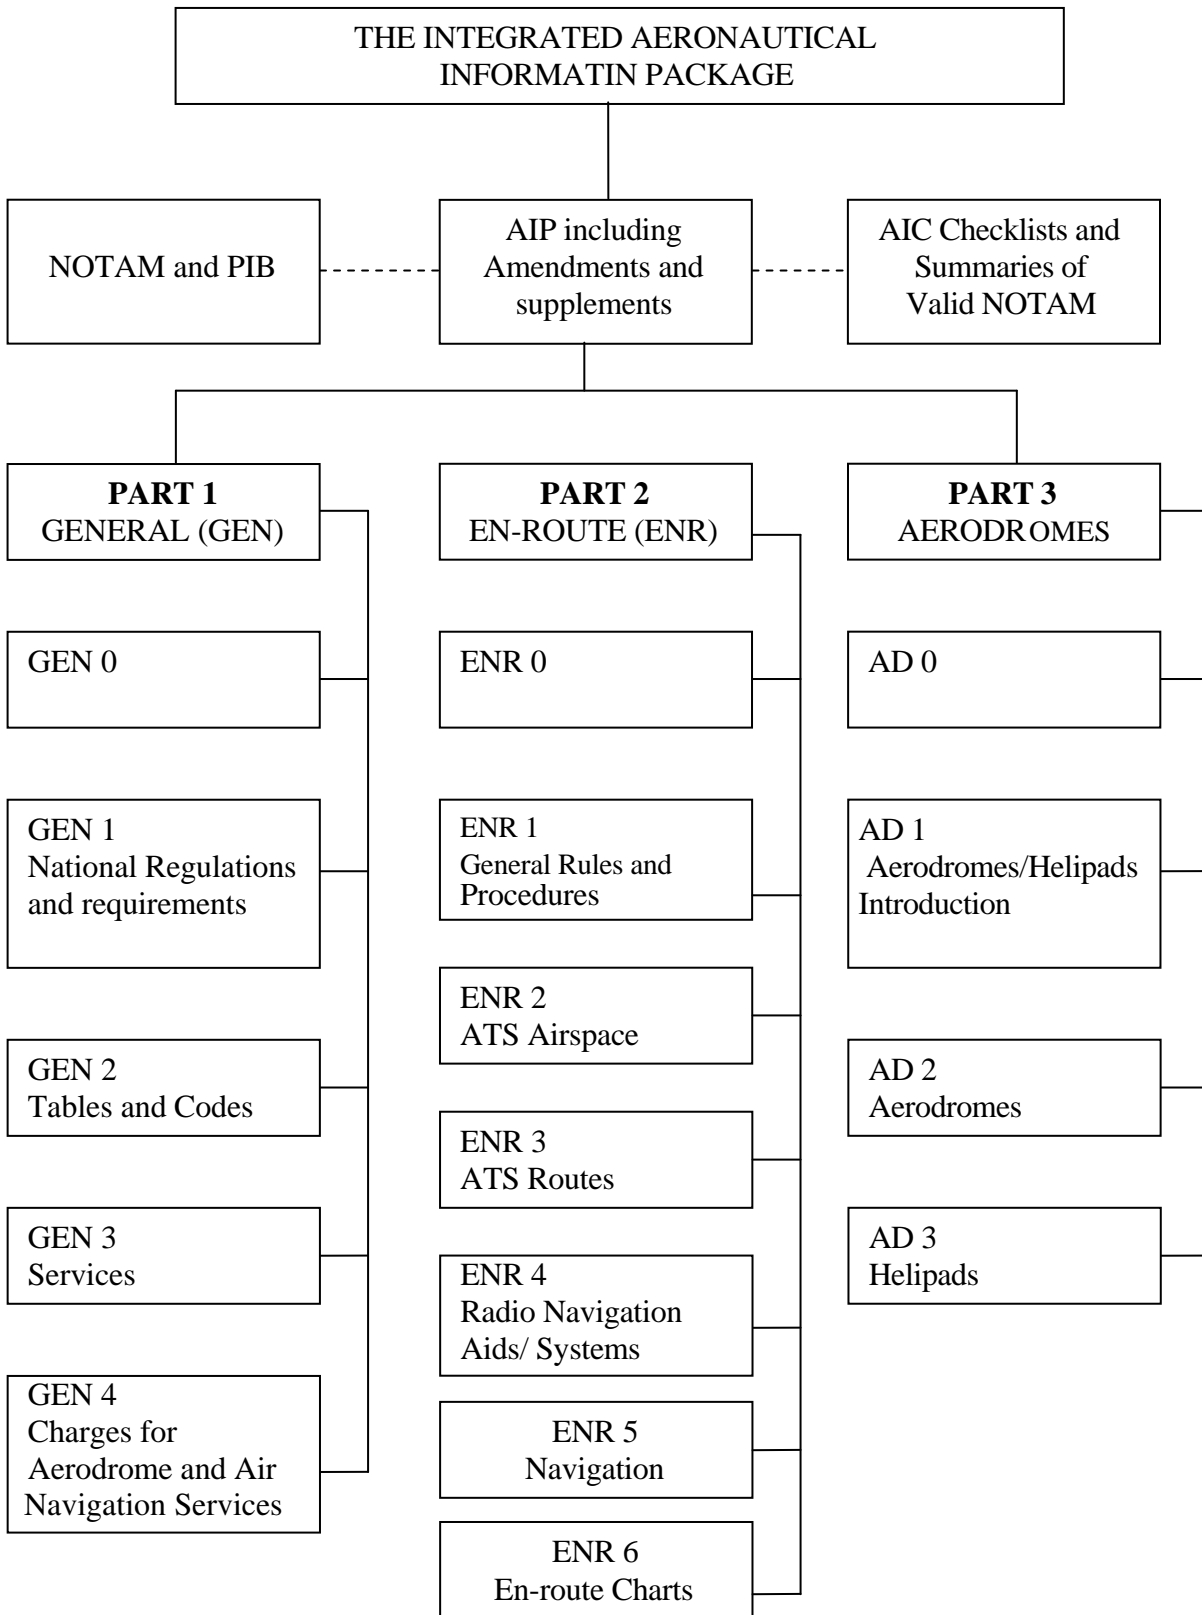 THE INTEGRATED AERONAUTICAL
INFORMATIN PACKAGE
NOTAM and PIB
AIP including
Amendments and
supplements
AIC Checklists and
Summaries of
Valid NOTAM
PART 1
GENERAL (GEN)
PART 2
EN-ROUTE (ENR)
PART 3
AERODROMES
GEN 0
GEN 1
National Regulations
and requirements
GEN 2
Tables and Codes
GEN 3
Services
GEN 4
Charges for
Aerodrome and Air
Navigation Services
ENR 0
ENR 1
General Rules and
Procedures
ENR 2
ATS Airspace
ENR 3
ATS Routes
ENR 4
Radio Navigation
Aids/ Systems
ENR 5
Navigation
ENR 6
En-route Charts
AD 0
AD 1
Aerodromes/Helipads
Introduction
AD 2
Aerodromes
AD 3
Helipads